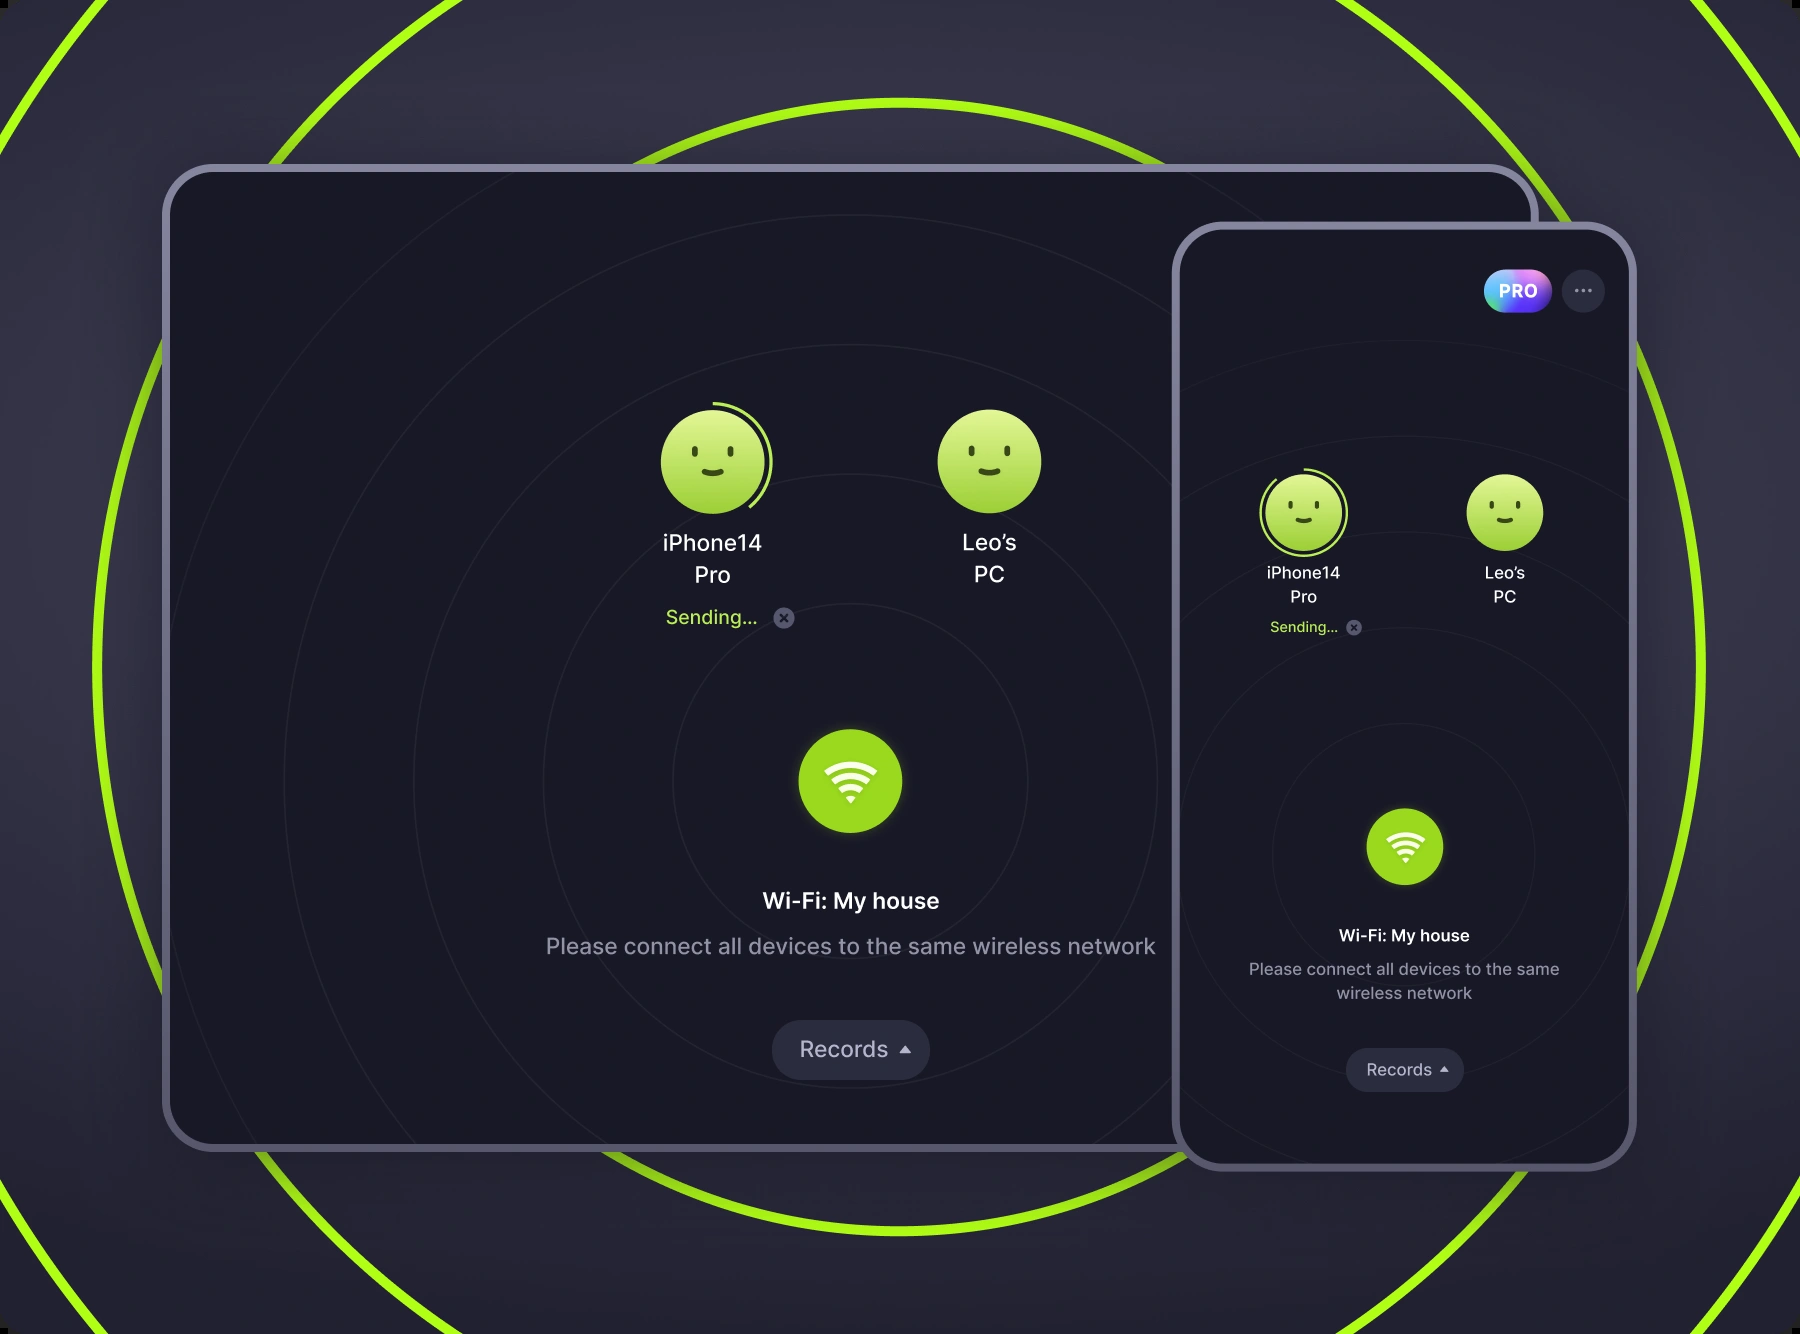 iPhone14
Pro
Sending...
Leo’s
PC
Wi-Fi: My house
Please connect all devices to the same wireless network
Records
PRO
iPhone14
Pro
Sending...
Leo’s
PC
Wi-Fi: My house
Please connect all devices to the same
wireless network
Records